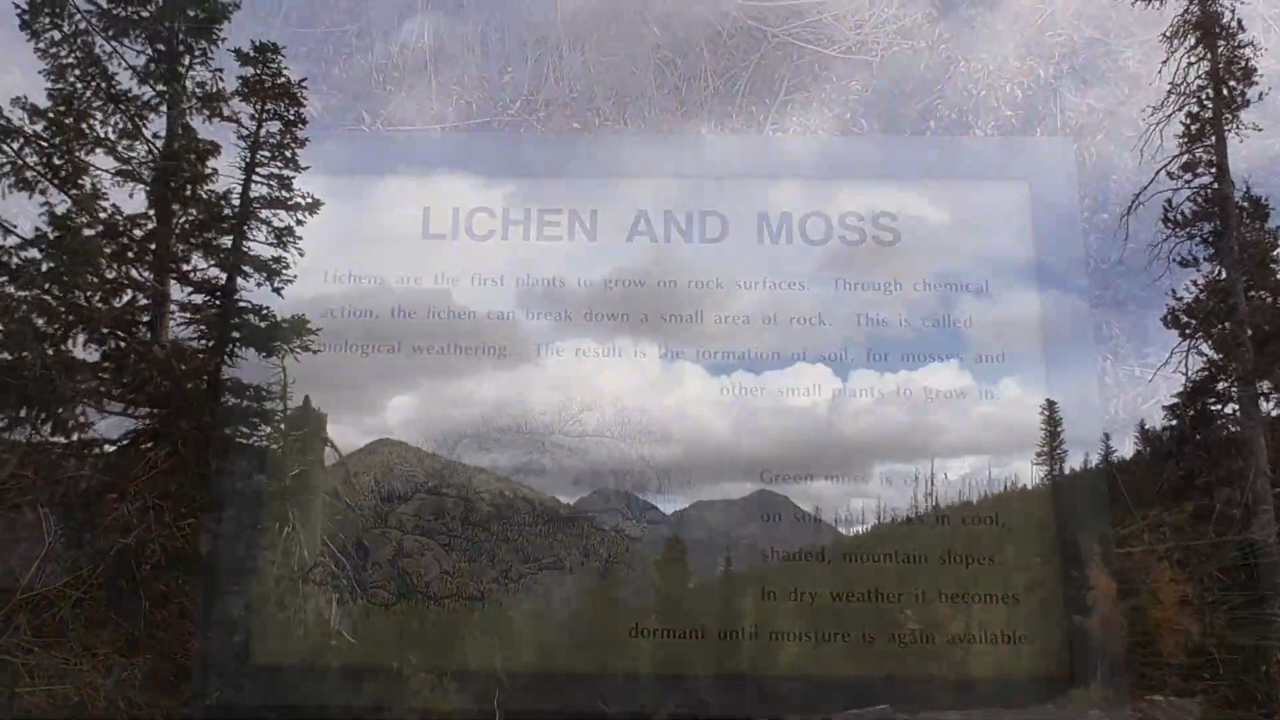 LICHEN AND MOSS
Lichens are the first plants to grow on rock surfaces. Through chemical
action, the lichen can break down a small area of rock. This is called
biological weathering. The result is the formation of soil, for mosses and
other small plants to grow in.
Green moss is
on soil in cool,
shaded, mountain slopes.
In dry weather it becomes
dormant until moisture is again available.